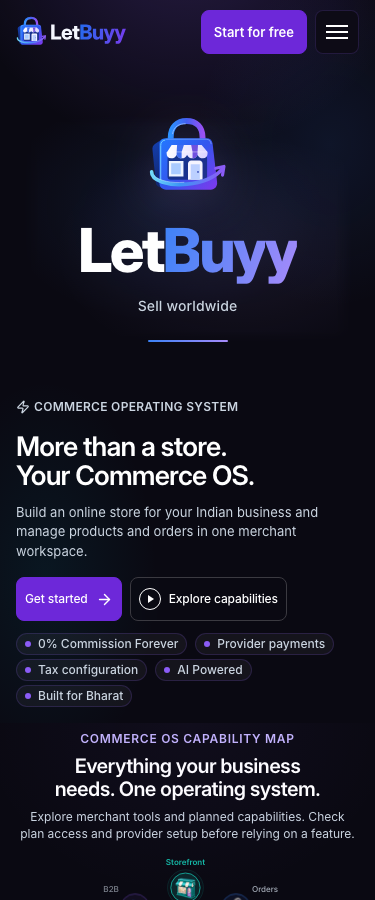 LetBuyy
Start for free
LetBuyy
Sell worldwide
COMMERCE OPERATING SYSTEM
More than a store.
Your Commerce OS.
Build an online store for your Indian business and
manage products and orders in one merchant
workspace.
Get started
Explore capabilities
0% Commission Forever
Provider payments
Tax configuration
AI Powered
Built for Bharat
COMMERCE OS CAPABILITY MAP
Everything your business
needs. One operating system.
Explore merchant tools and planned capabilities. Check
plan access and provider setup before relying on a feature.
Storefront
B2B
Orders